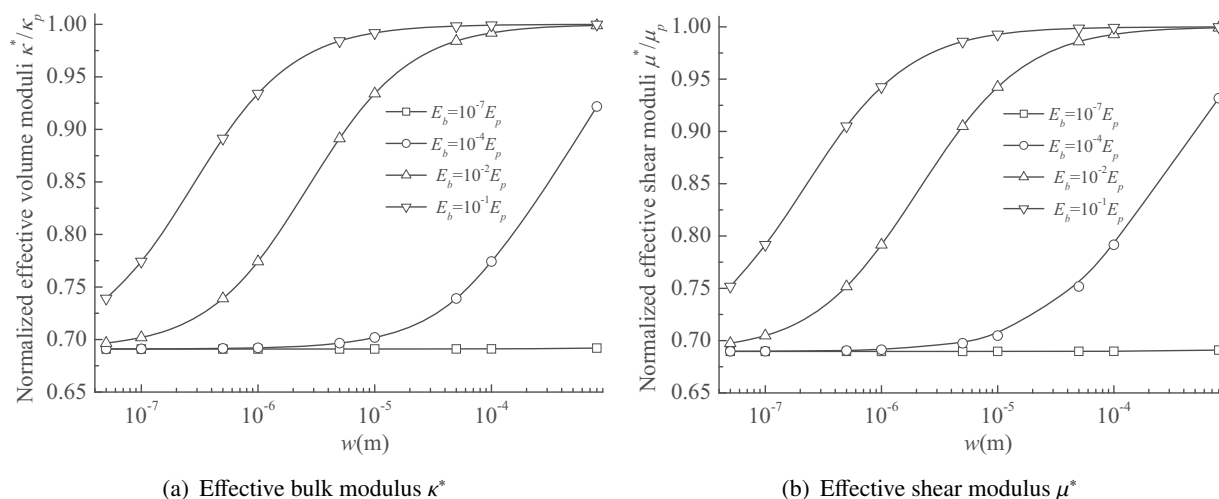 Normalized effective volume moduli κ*/κp
1.00
0.95
0.90
0.85
0.80
0.75
0.70
0.65
Eb=10-7Ep
Eb=10-4Ep
Eb=10-2Ep
Eb=10-1Ep
10-7
10-6
10-5
10-4
w(m)
(a) Effective bulk modulus κ*
Normalized effective shear moduli μ*/μp
1.00
0.95
0.90
0.85
0.80
0.75
0.70
0.65
Eb=10-7Ep
Eb=10-4Ep
Eb=10-2Ep
Eb=10-1Ep
10-7
10-6
10-5
10-4
w(m)
(b) Effective shear modulus μ*